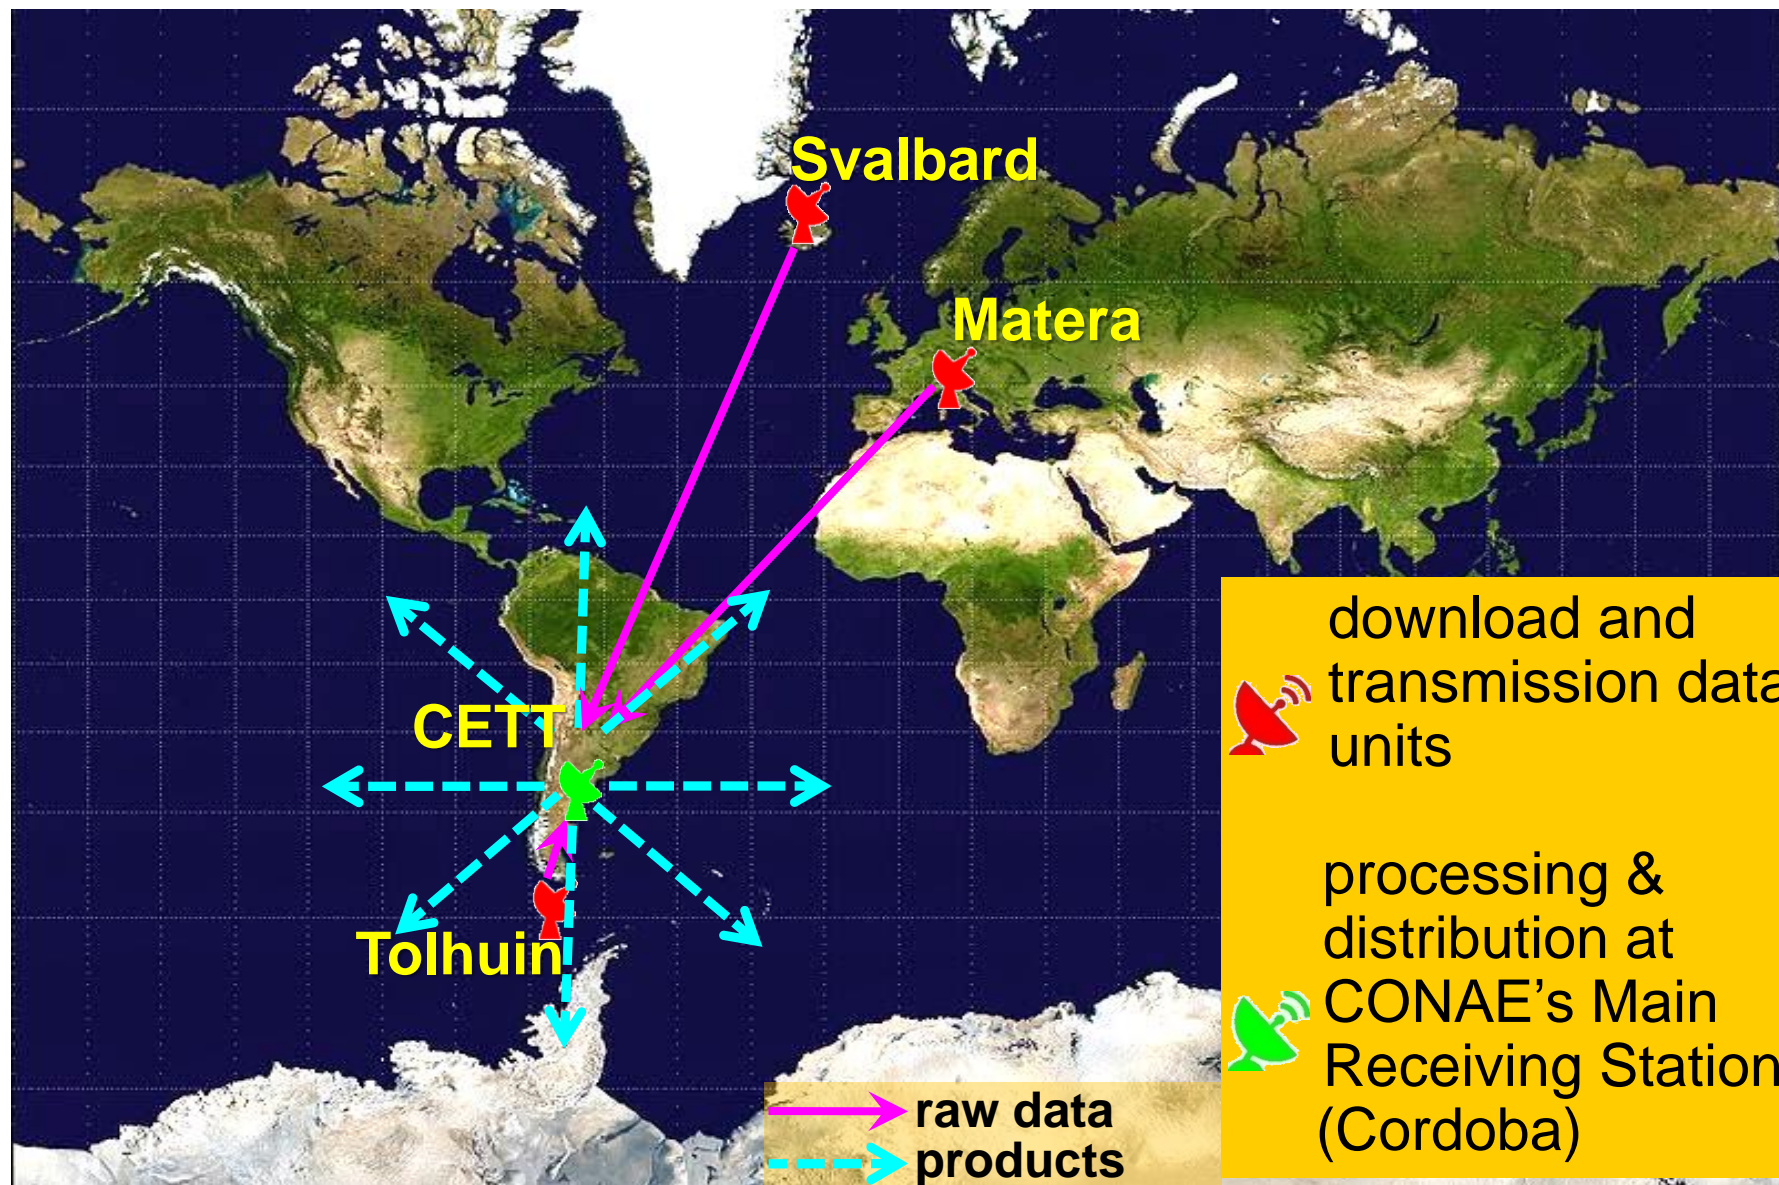 Svalbard
Matera
CETT
Tolhuin
download and
transmission data
units
processing &
distribution at
CONAE’s Main
Receiving Station
(Cordoba)
raw data
products